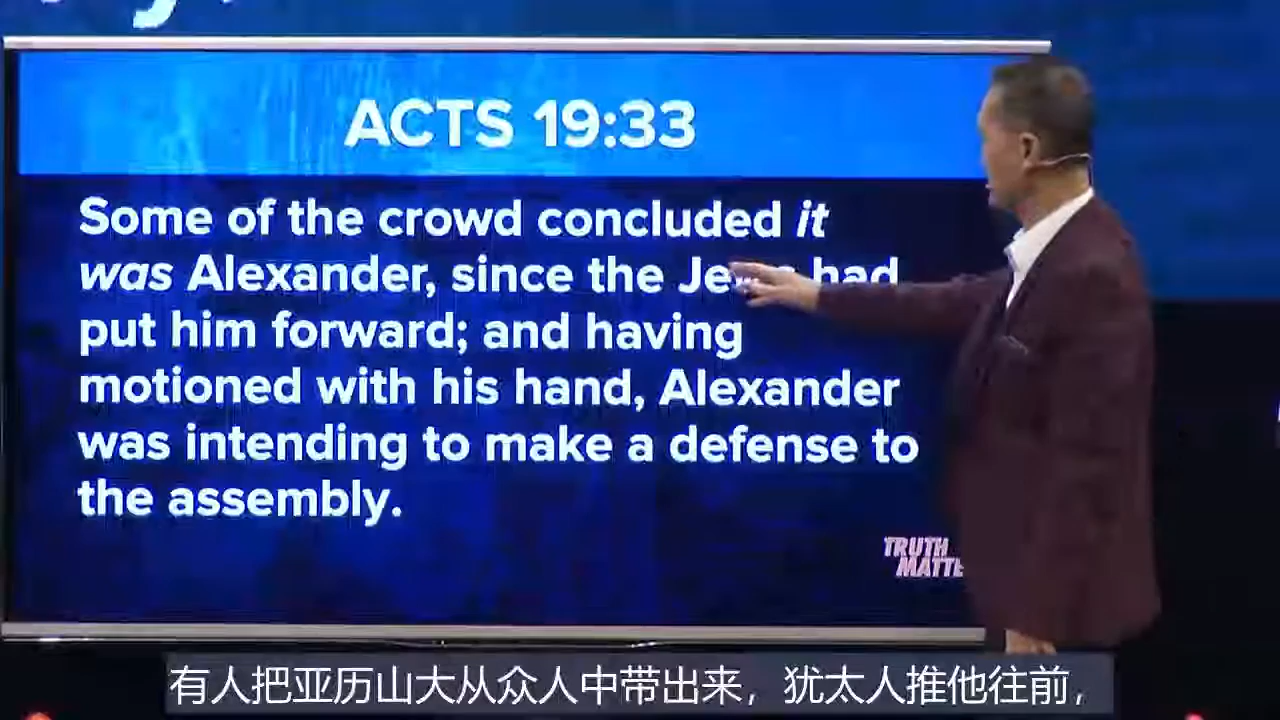 ACTS 19:33
Some of the crowd concluded it
was Alexander, since the had
put him forward; and having
motioned with his hand, Alexander
was intending to make a defense to
the assembly.
TRUTH
有人把亚历山大从众人中带出来，犹太人推他往前，